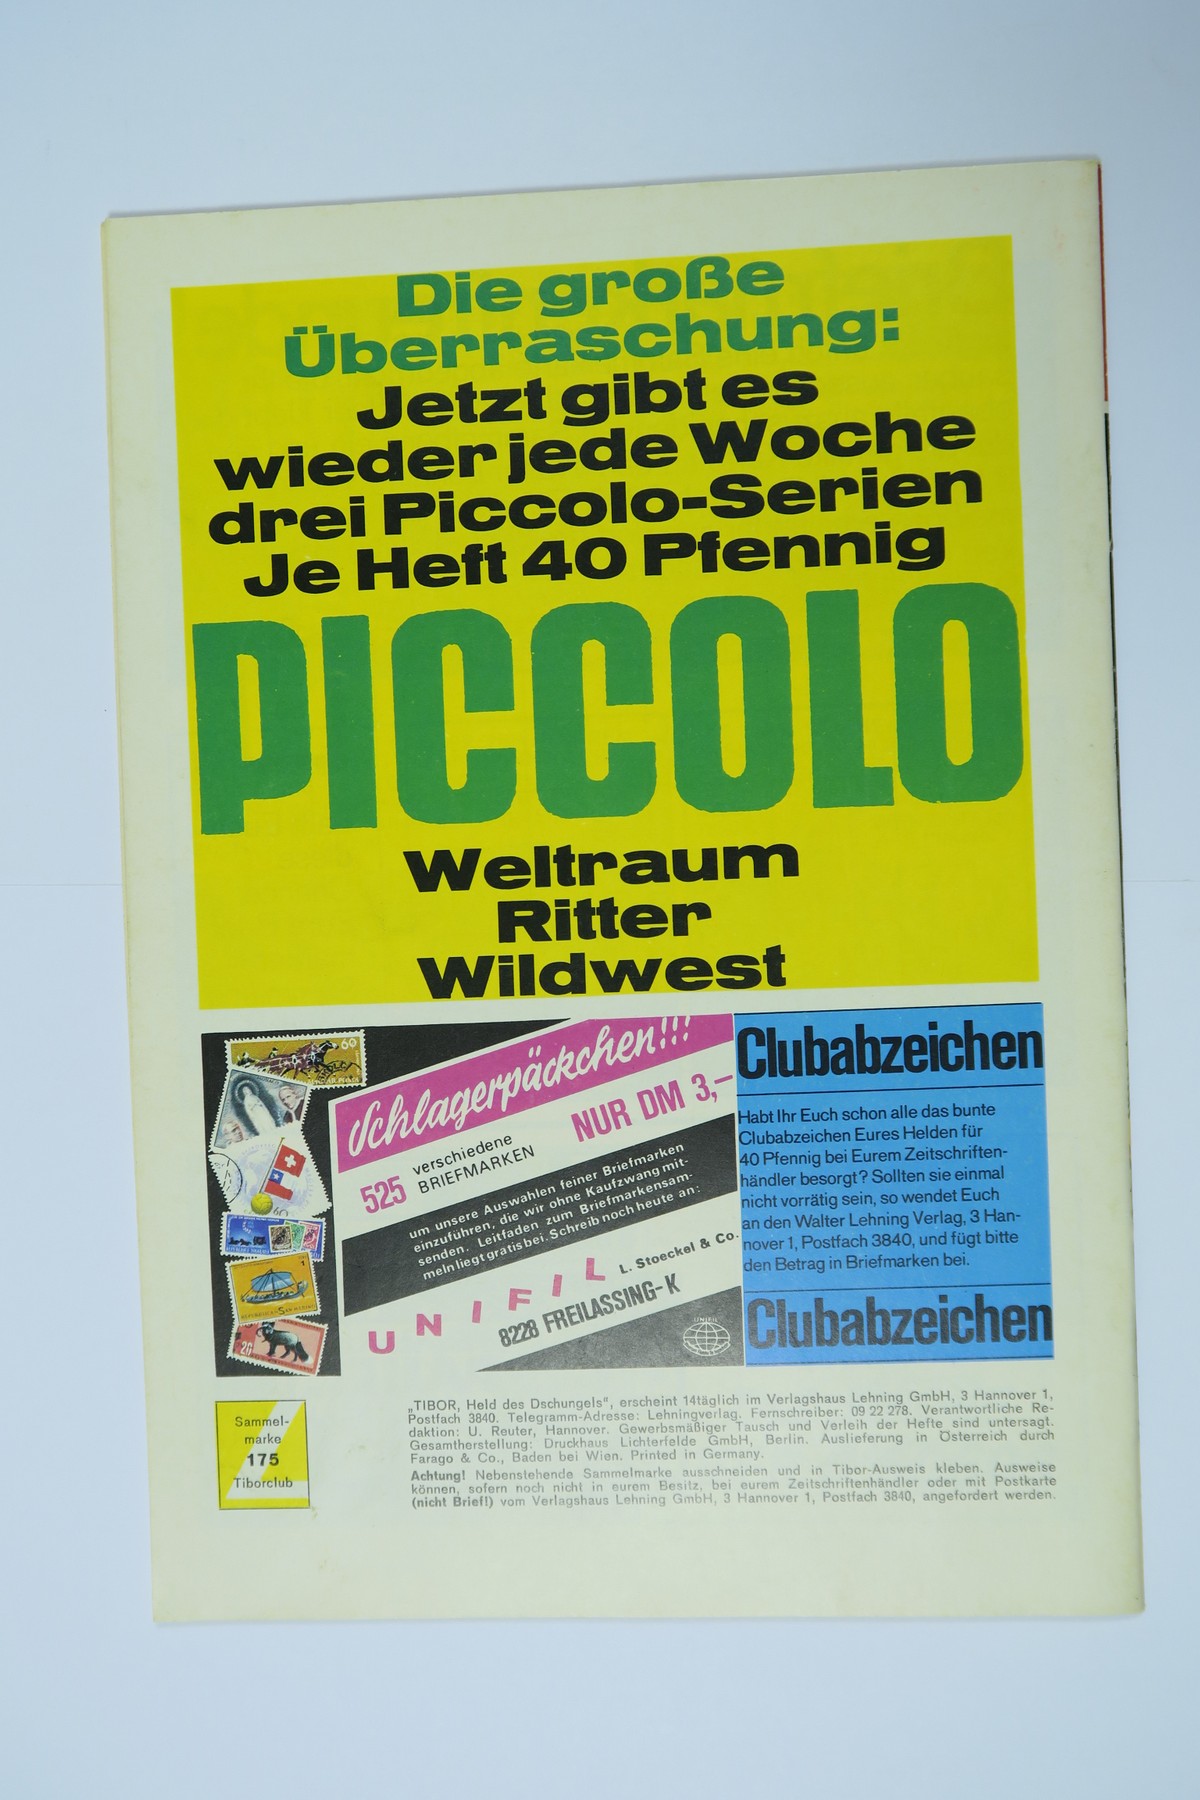 Die große
Überraschung:
Jetzt gibt es
wieder jede Woche
drei Piccolo-Serien
Je Heft 40 Pfennig
PICCOLO
Weltraum
Ritter
Wildwest
Schlagerpäckchen!!!
525 verschiedene
BRIEFMARKEN
NUR DM 3,–
um unsere Auswahlen feiner Briefmarken
einzuführen, die wir ohne Kaufzwang mit-
senden. Leitfaden zum Briefmarkensam-
meln liegt gratis bei. Schreib noch heute an:
UNIFIL L. Stoeckel & Co.
8228 FREILASSING-K
UNIFIL
Clubabzeichen
Habt Ihr Euch schon alle das bunte
Clubabzeichen Eures Helden für
40 Pfennig bei Eurem Zeitschriften-
händler besorgt? Sollten sie einmal
nicht vorrätig sein, so wendet Euch
an den Walter Lehning Verlag, 3 Han-
nover 1, Postfach 3840, und fügt bitte
den Betrag in Briefmarken bei.
Clubabzeichen
60
20
Sammel-
marke
175
Tiborclub
„TIBOR, Held des Dschungels", erscheint 14täglich im Verlagshaus Lehning GmbH, 3 Hannover 1,
Postfach 3840. Telegramm-Adresse: Lehningverlag. Fernschreiber: 09 22 278. Verantwortliche Re-
daktion: U. Reuter, Hannover. Gewerbsmäßiger Tausch und Verleih der Hefte sind untersagt.
Gesamtherstellung: Druckhaus Lichterfelde GmbH, Berlin. Auslieferung in Österreich durch
Farago & Co., Baden bei Wien. Printed in Germany.
Achtung! Nebenstehende Sammelmarke ausschneiden und in Tibor-Ausweis kleben. Ausweise
können, sofern noch nicht in eurem Besitz, bei eurem Zeitschriftenhändler oder mit Postkarte
(nicht Brief!) vom Verlagshaus Lehning GmbH, 3 Hannover 1, Postfach 3840, angefordert werden.